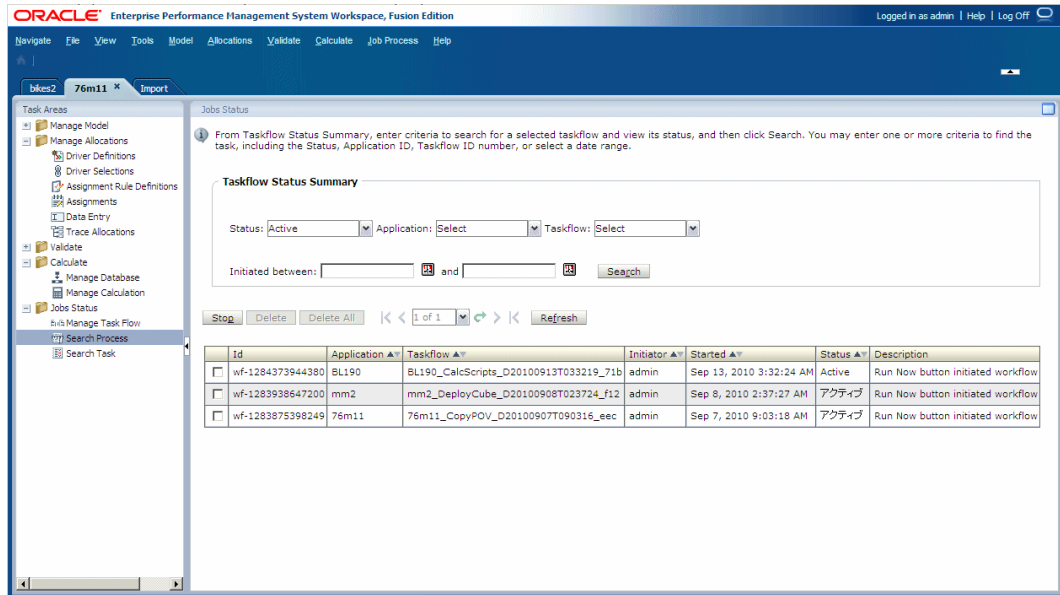 ORACLE Enterprise Performance Management System Workspace, Fusion Edition
Logged in as admin | Help | Log Off
Navigate File View Tools Model Allocations Validate Calculate Job Process Help
bikes2 76m11 × Import
Task Areas
Manage Model
Manage Allocations
Driver Definitions
Driver Selections
Assignment Rule Definitions
Assignments
Data Entry
Trace Allocations
Validate
Calculate
Manage Database
Manage Calculation
Jobs Status
Manage Task Flow
Search Process
Search Task
Jobs Status
From Taskflow Status Summary, enter criteria to search for a selected taskflow and view its status, and then click Search. You may enter one or more criteria to find the
task, including the Status, Application ID, Taskflow ID number, or select a date range.
Taskflow Status Summary
Status: Active Application: Select Taskflow: Select
Initiated between: and Search
Stop Delete Delete All 1 of 1 Refresh
Id Application Taskflow Initiator Started Status Description
wf-1284373944380 BL190 BL190_CalcScripts_D20100913T033219_71b admin Sep 13, 2010 3:32:24 AM Active Run Now button initiated workflow
wf-1283938647200 mm2 mm2_DeployCube_D20100908T023724_f12 admin Sep 8, 2010 2:37:27 AM アクティブ Run Now button initiated workflow
wf-1283875398249 76m11 76m11_CopyPOV_D20100907T090316_eec admin Sep 7, 2010 9:03:18 AM アクティブ Run Now button initiated workflow